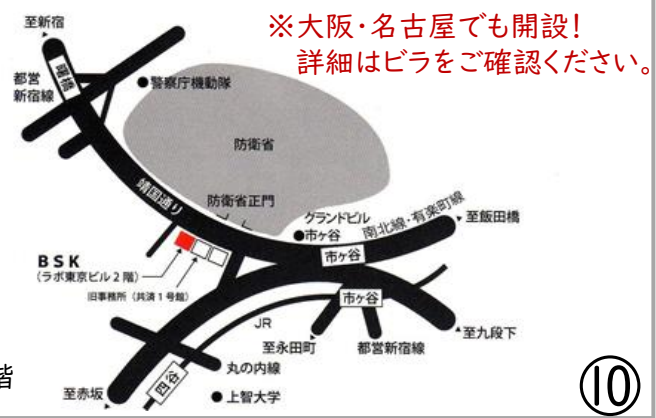 ※大阪・名古屋でも開設!
詳細はビラをご確認ください。
至新宿
曙橋
都営
新宿線
●警察庁機動隊
防衛省
靖国通り
防衛省正門
グランドビル
●市ヶ谷
南北線・有楽町線
至飯田橋
市ヶ谷
BSK
(ラボ東京ビル2階)
旧事務所(共済1号館)
市ヶ谷
JR
至永田町
都営新宿線
至九段下
丸の内線
四谷
至赤坂
●上智大学
階
⑩